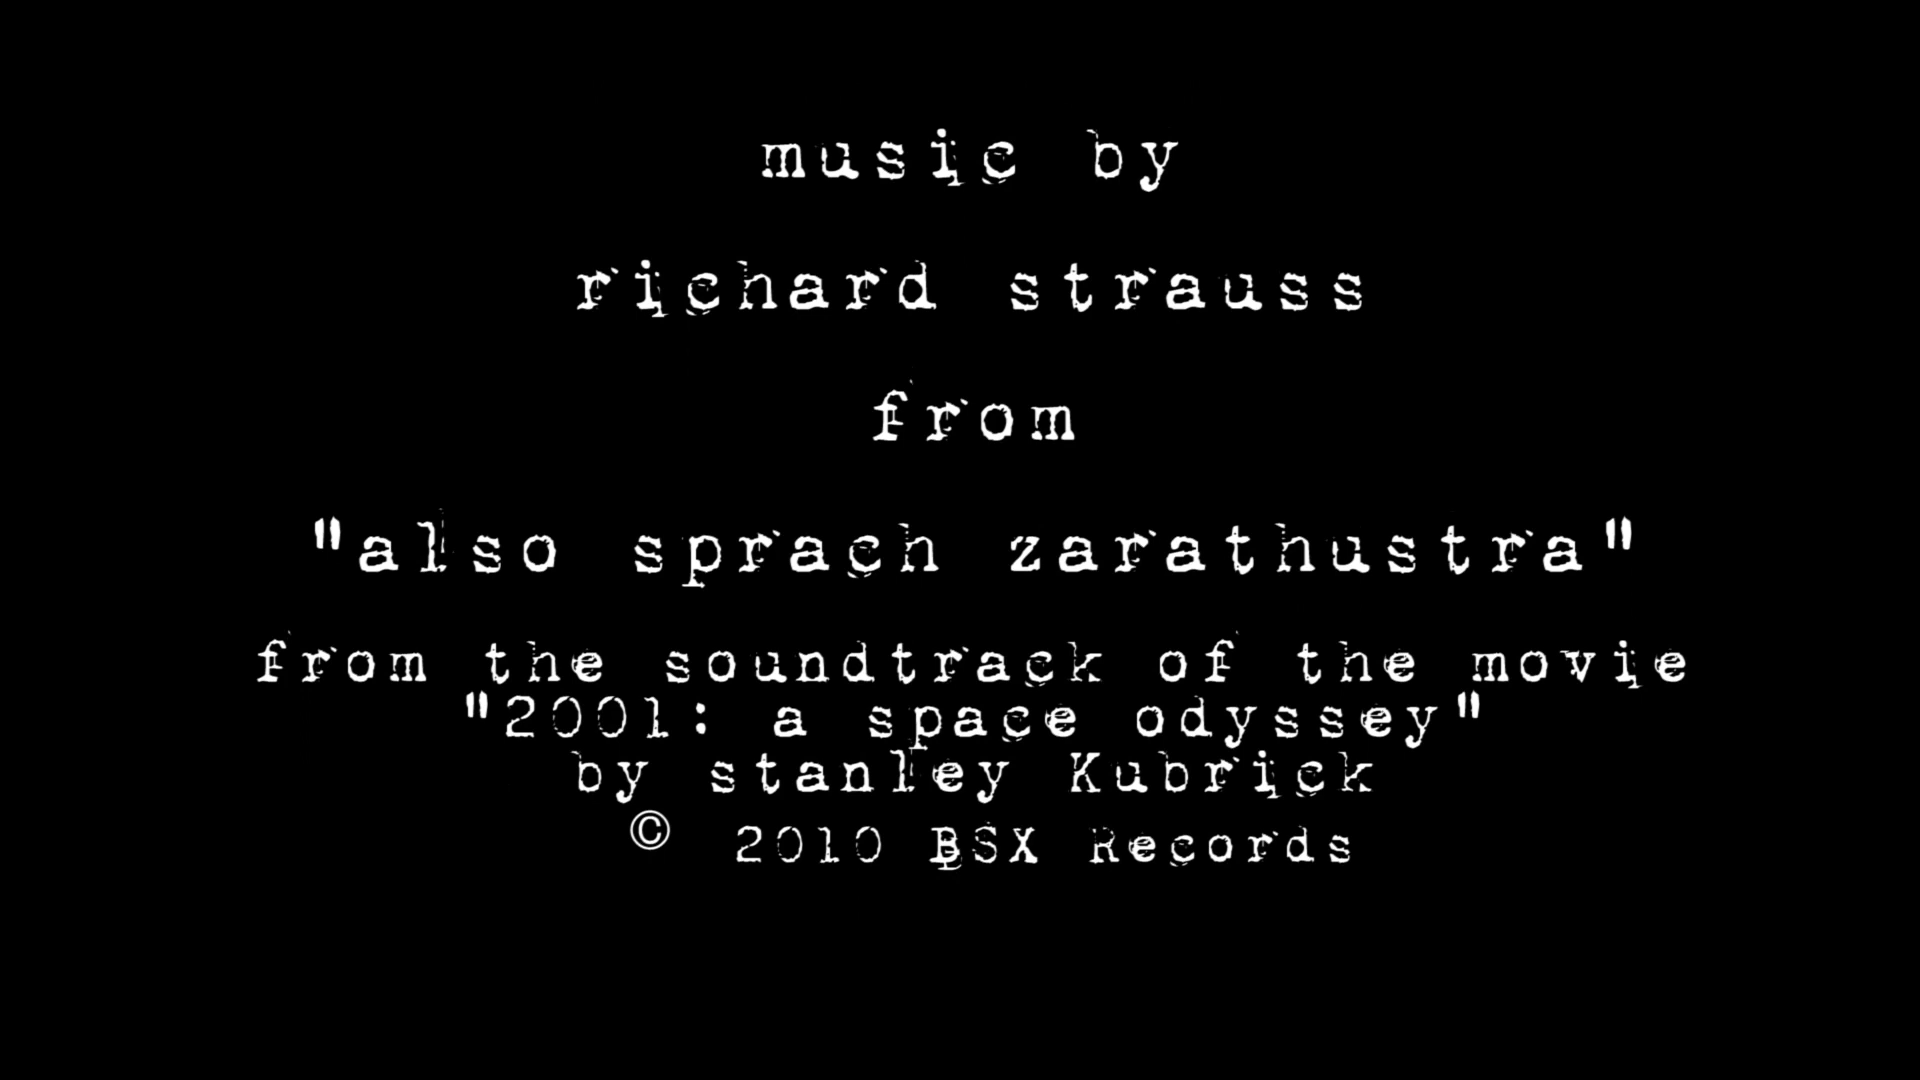 music by
richard strauss
from
"also sprach zarathustra"
from the soundtrack of the movie
"2001: a space odyssey"
by stanley Kubrick
© 2010 BSX Records